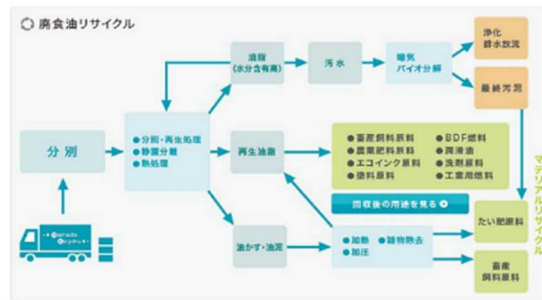 廃食油リサイクル
分別
●分別・再生処理
●静置分離
●熱処理
油脂
(水分含有高)
汚水
曝気
バイオ分解
浄化
排水放流
最終汚泥
再生油脂
●畜産飼料原料
●農業肥料原料
●エコインク原料
●塗料原料
●BDF燃料
●潤滑油
●洗剤原料
●工業用燃料
回収後の用途を見る
油かす・油泥
●加熱 ●雑物除去
●加圧
たい肥原料
畜産
飼料原料
マテリアルリサイクル